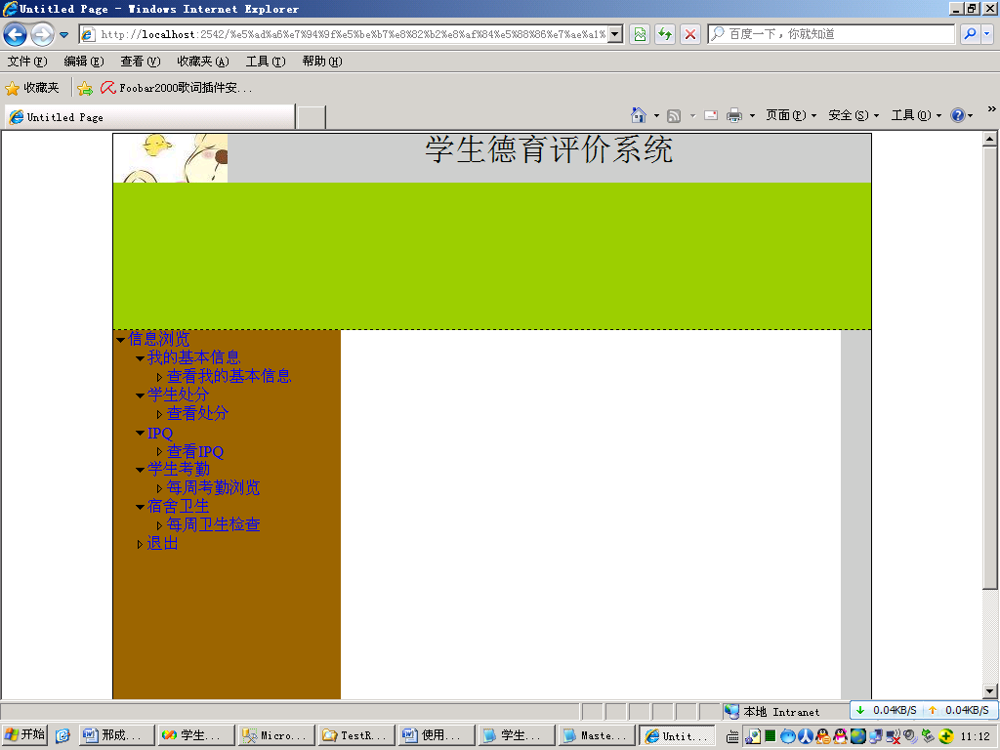 Untitled Page - Windows Internet Explorer
http://localhost:2542/%e5%ad%a6%e7%94%9f%e5%be%b7%e8%82%b2%e8%af%84%e5%88%86%e7%ae%a1%
百度一下，你就知道
文件(F) 编辑(E) 查看(V) 收藏夹(A) 工具(T) 帮助(H)
收藏夹 Foobar2000歌词插件安...
Untitled Page 页面(P) 安全(S) 工具(O) »
学生德育评价系统
信息浏览
我的基本信息
查看我的基本信息
学生处分
查看处分
IPQ
查看IPQ
学生考勤
每周考勤浏览
宿舍卫生
每周卫生检查
退出
本地 Intranet 0.04KB/S 0.04KB/S
开始 邢成... 学生... Micro... TestR... 使用... 学生... Maste... Untit... 11:12